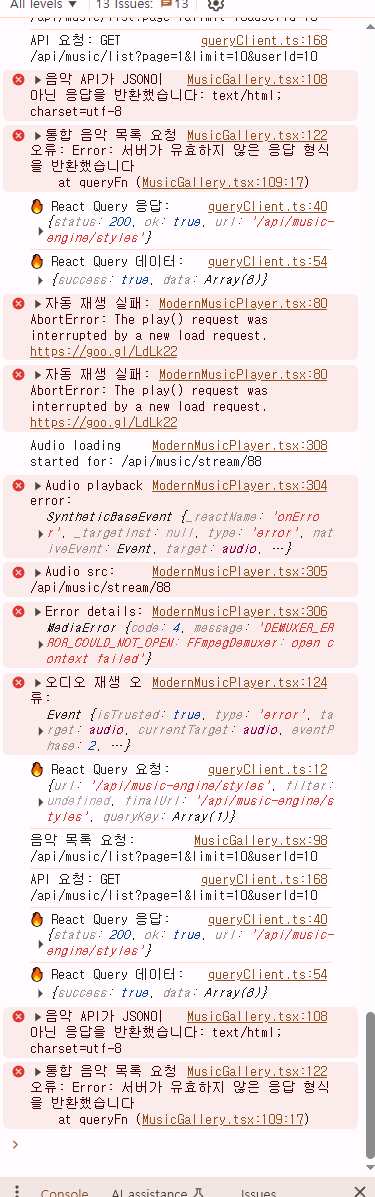 All levels ▼ 13 Issues: 13
/api/music/list?page=1&limit=10&userId=10
API 요청: GET queryClient.ts:168
/api/music/list?page=1&limit=10&userId=10
음악 API가 JSON이 MusicGallery.tsx:108
아닌 응답을 반환했습니다: text/html;
charset=utf-8
통합 음악 목록 요청 MusicGallery.tsx:122
오류: Error: 서버가 유효하지 않은 응답 형식
을 반환했습니다
at queryFn (MusicGallery.tsx:109:17)
🔥 React Query 응답: queryClient.ts:40
{status: 200, ok: true, url: '/api/music-
engine/styles'}
🔥 React Query 데이터: queryClient.ts:54
{success: true, data: Array(8)}
자동 재생 실패: ModernMusicPlayer.tsx:80
AbortError: The play() request was
interrupted by a new load request.
https://goo.gl/LdLk22
자동 재생 실패: ModernMusicPlayer.tsx:80
AbortError: The play() request was
interrupted by a new load request.
https://goo.gl/LdLk22
Audio loading ModernMusicPlayer.tsx:308
started for: /api/music/stream/88
Audio playback ModernMusicPlayer.tsx:304
error:
SyntheticBaseEvent {_reactName: 'onErro
r', _targetInst: null, type: 'error', nat
iveEvent: Event, target: audio, …}
Audio src: ModernMusicPlayer.tsx:305
/api/music/stream/88
Error details: ModernMusicPlayer.tsx:306
MediaError {code: 4, message: 'DEMUXER_ER
ROR_COULD_NOT_OPEN: FFmpegDemuxer: open c
ontext failed'}
오디오 재생 오 ModernMusicPlayer.tsx:124
류:
Event {isTrusted: true, type: 'error', ta
rget: audio, currentTarget: audio, eventP
hase: 2, …}
🔥 React Query 요청: queryClient.ts:12
{url: '/api/music-engine/styles', filter:
undefined, finalUrl: '/api/music-engine/s
tyles', queryKey: Array(1)}
음악 목록 요청: MusicGallery.tsx:98
/api/music/list?page=1&limit=10&userId=10
API 요청: GET queryClient.ts:168
/api/music/list?page=1&limit=10&userId=10
🔥 React Query 응답: queryClient.ts:40
{status: 200, ok: true, url: '/api/music-
engine/styles'}
🔥 React Query 데이터: queryClient.ts:54
{success: true, data: Array(8)}
음악 API가 JSON이 MusicGallery.tsx:108
아닌 응답을 반환했습니다: text/html;
charset=utf-8
통합 음악 목록 요청 MusicGallery.tsx:122
오류: Error: 서버가 유효하지 않은 응답 형식
을 반환했습니다
at queryFn (MusicGallery.tsx:109:17)
Console AI assistance Issues